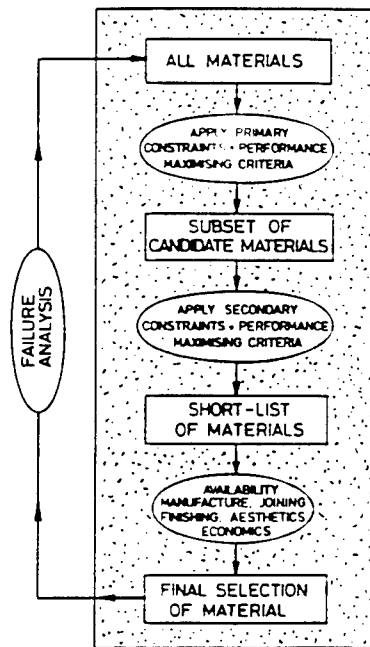 ALL MATERIALS
APPLY PRIMARY
CONSTRAINTS + PERFORMANCE
MAXIMISING CRITERIA
SUBSET OF
CANDIDATE MATERIALS
APPLY SECONDARY
CONSTRAINTS + PERFORMANCE
MAXIMISING CRITERIA
SHORT-LIST
OF MATERIALS
AVAILABILITY
MANUFACTURE, JOINING
FINISHING, AESTHETICS
ECONOMICS
FINAL SELECTION
OF MATERIAL
FAILURE
ANALYSIS